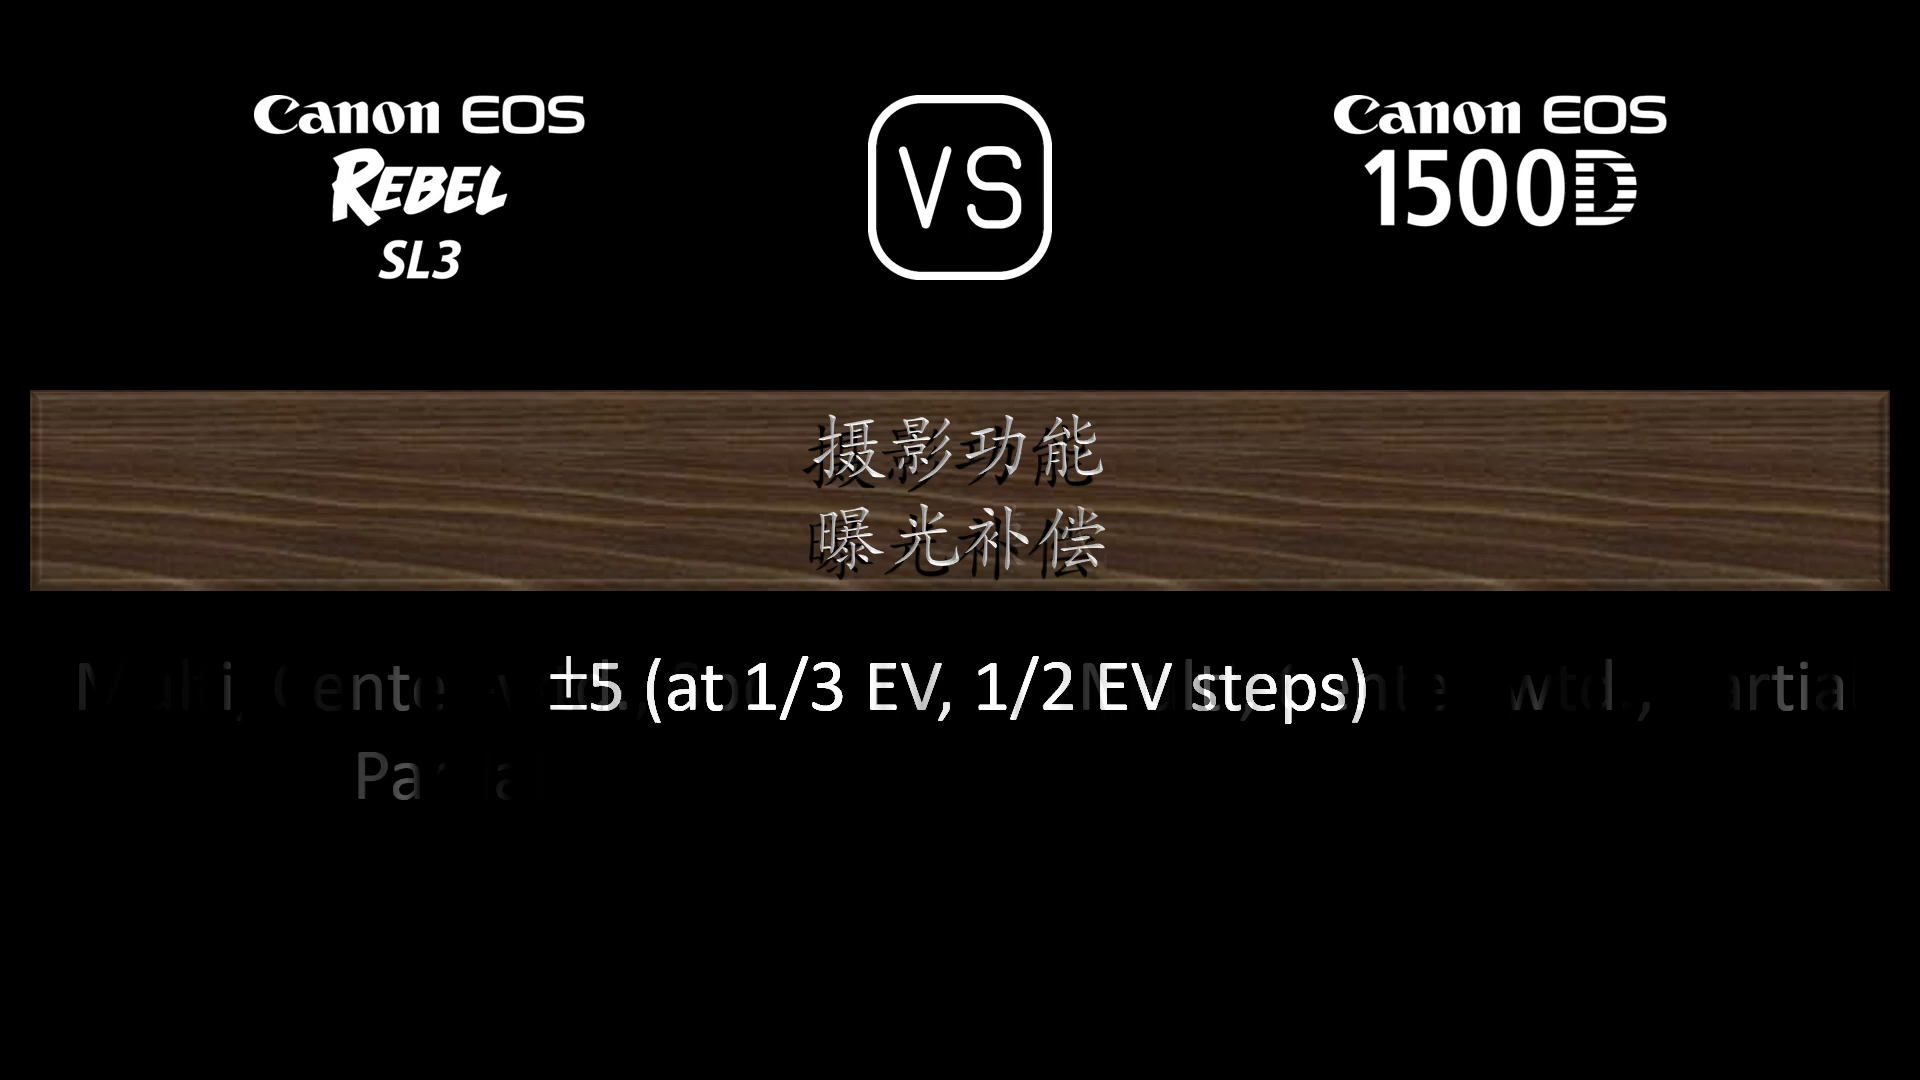 Canon EOS
REBEL
SL3
VS
Canon EOS
1500D
摄影功能
曝光补偿
±5 (at 1/3 EV, 1/2 EV steps)